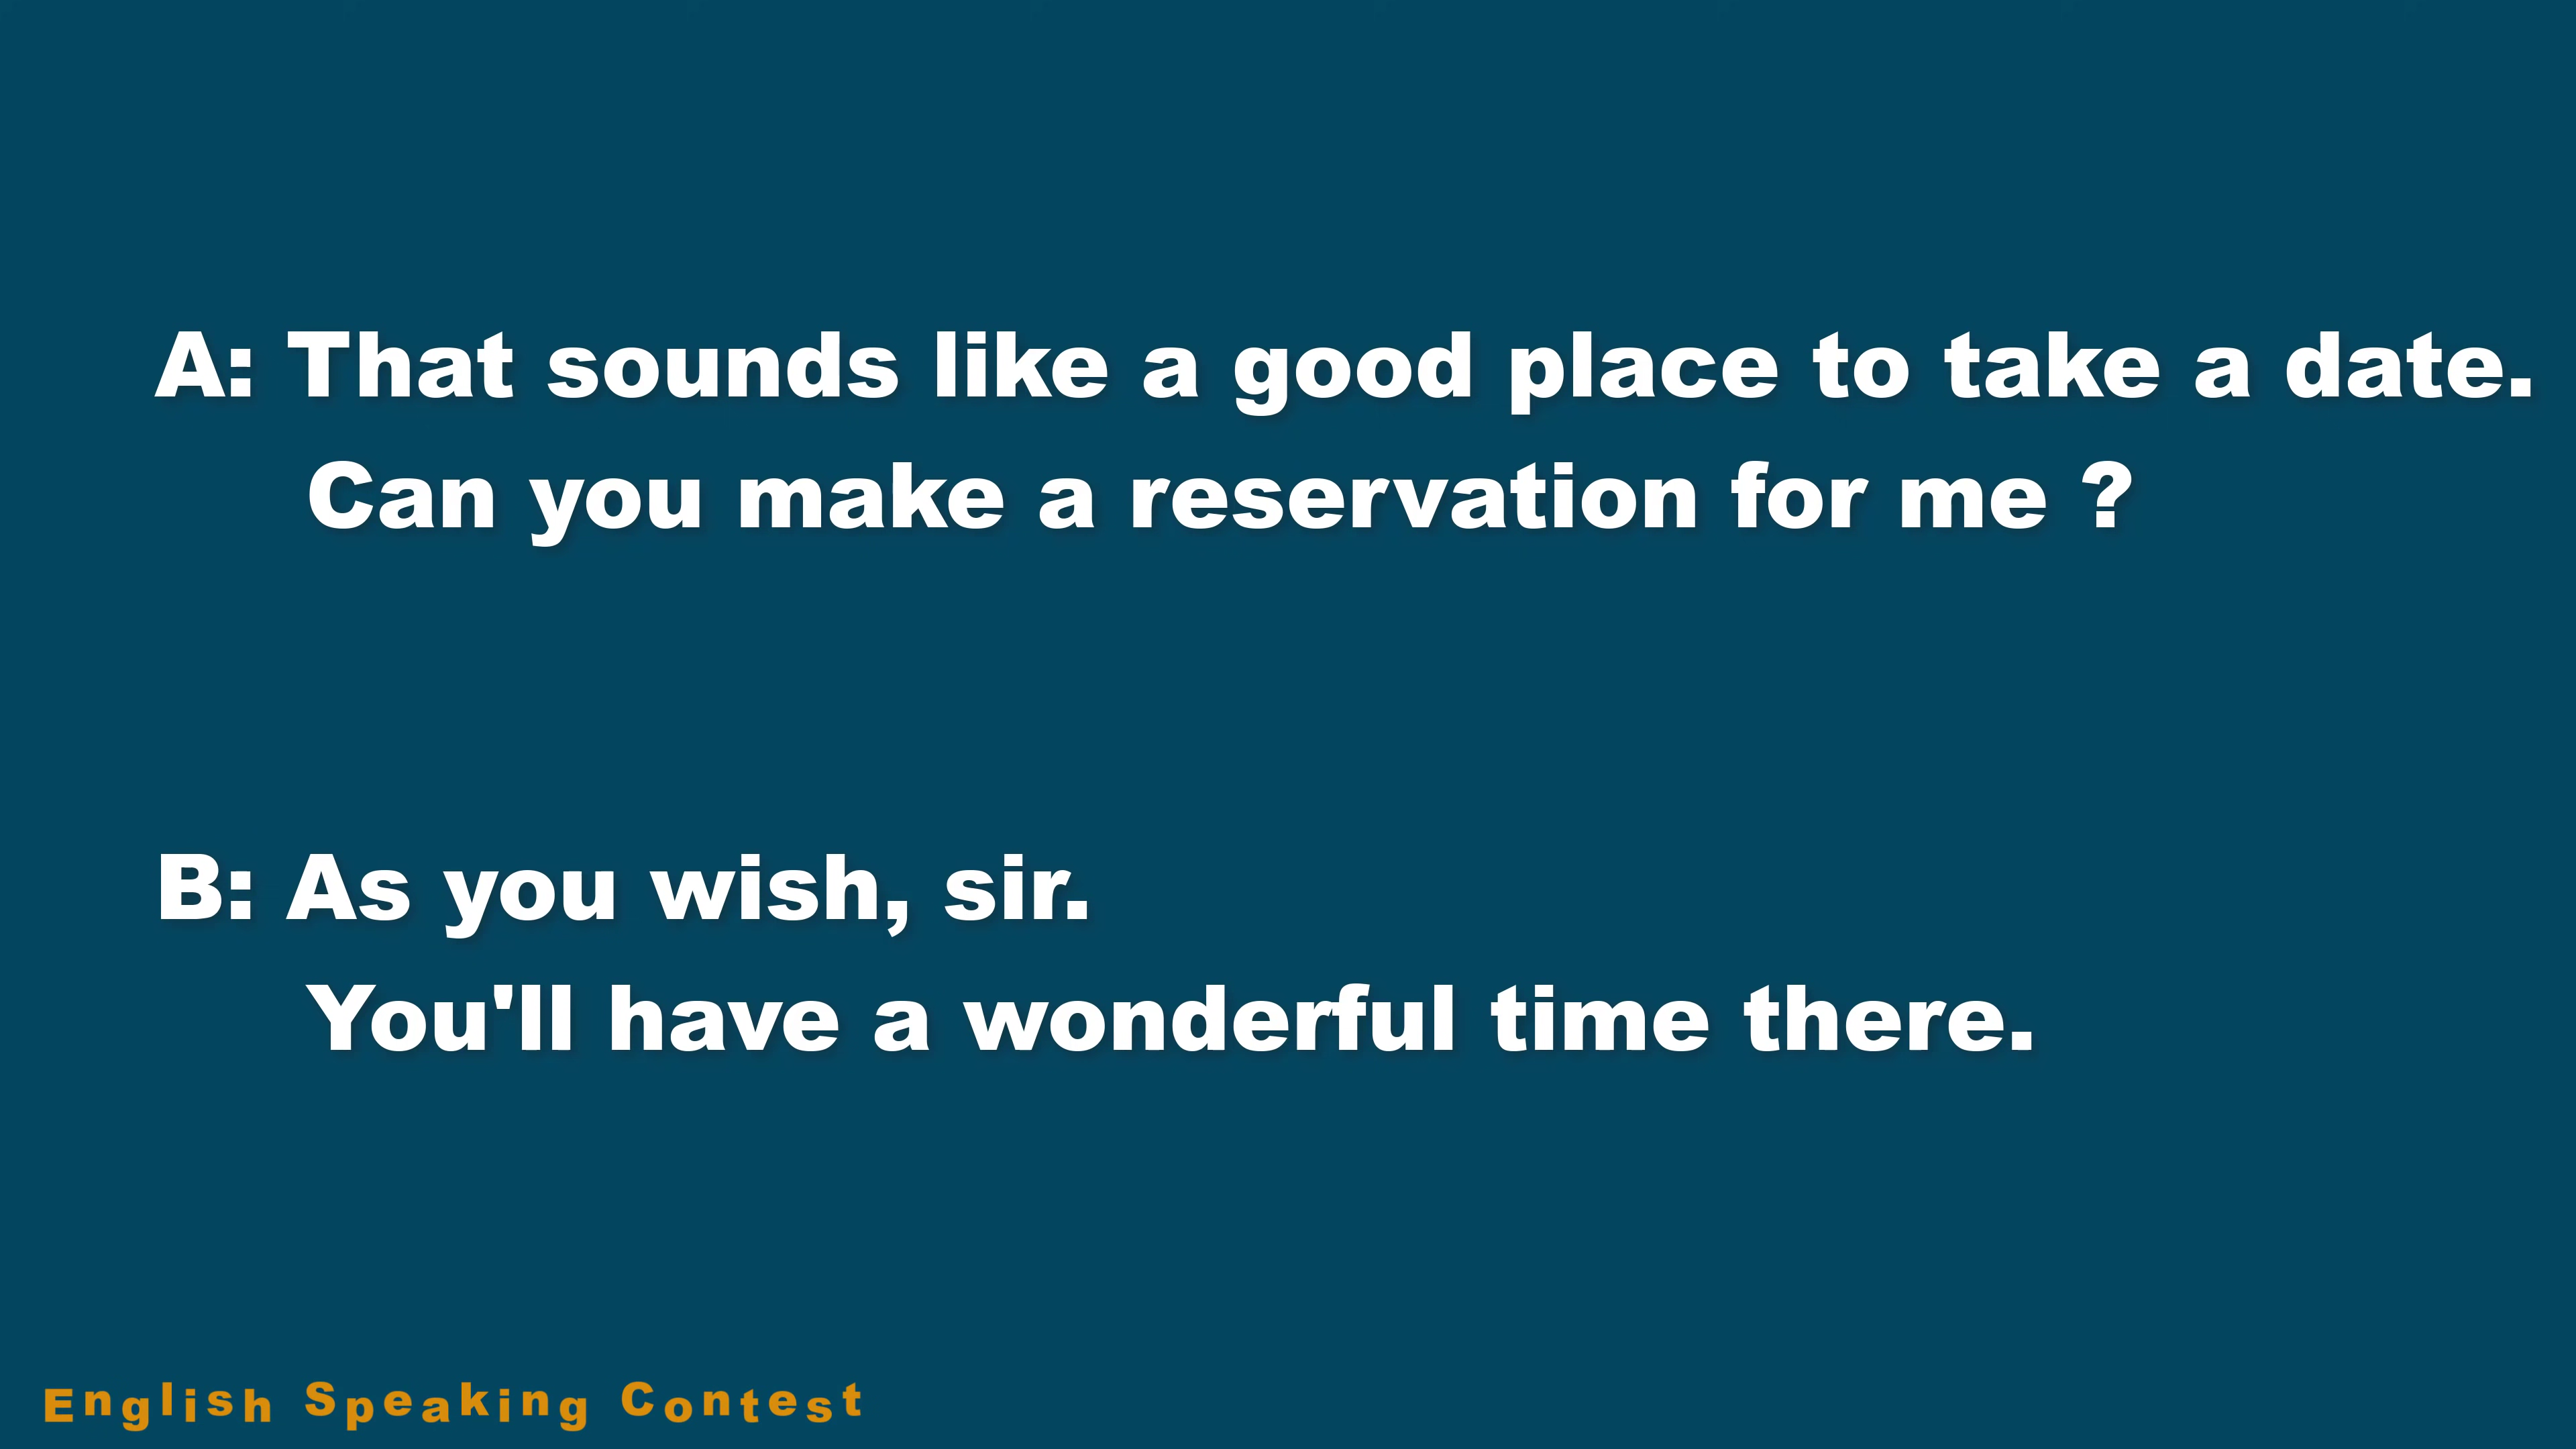 A: That sounds like a good place to take a date.
Can you make a reservation for me ?
B: As you wish, sir.
You'll have a wonderful time there.
English Speaking Contest